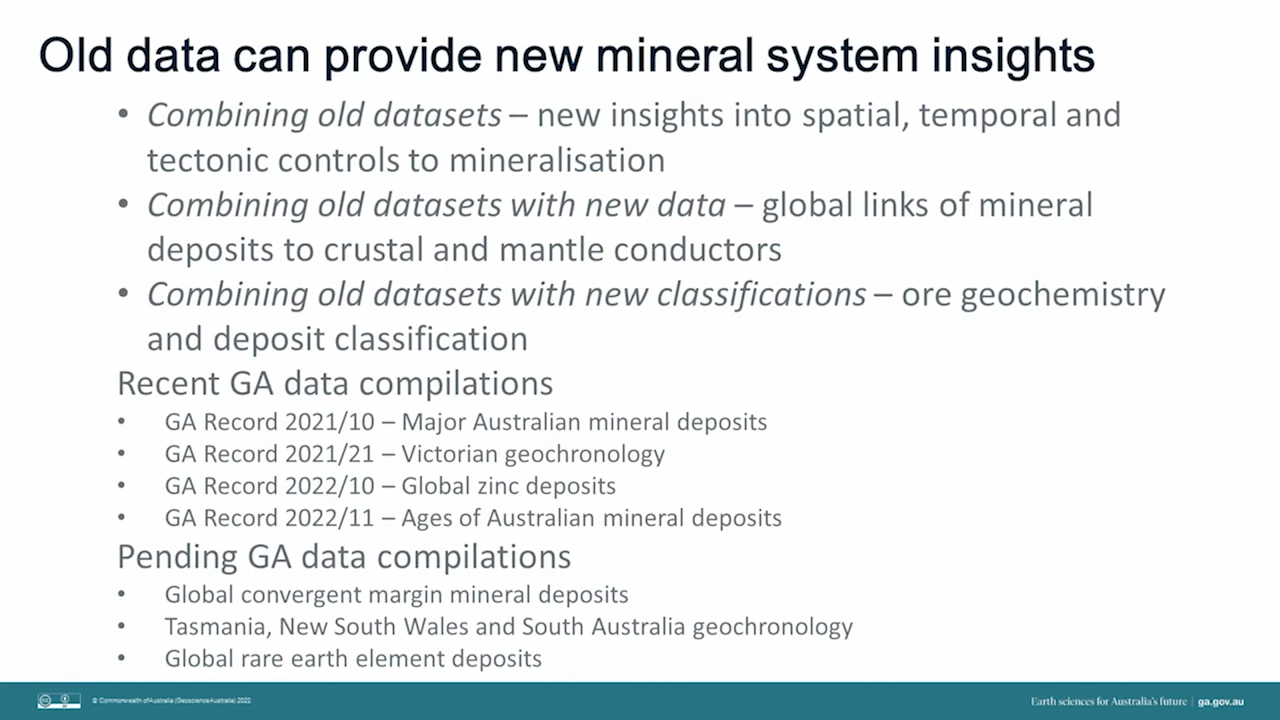 Old data can provide new mineral system insights
• Combining old datasets – new insights into spatial, temporal and
tectonic controls to mineralisation
• Combining old datasets with new data – global links of mineral
deposits to crustal and mantle conductors
• Combining old datasets with new classifications – ore geochemistry
and deposit classification
Recent GA data compilations
• GA Record 2021/10 – Major Australian mineral deposits
• GA Record 2021/21 – Victorian geochronology
• GA Record 2022/10 – Global zinc deposits
• GA Record 2022/11 – Ages of Australian mineral deposits
Pending GA data compilations
• Global convergent margin mineral deposits
• Tasmania, New South Wales and South Australia geochronology
• Global rare earth element deposits
© Commonwealth of Australia (Geoscience Australia) 2022
Earth sciences for Australia's future | ga.gov.au